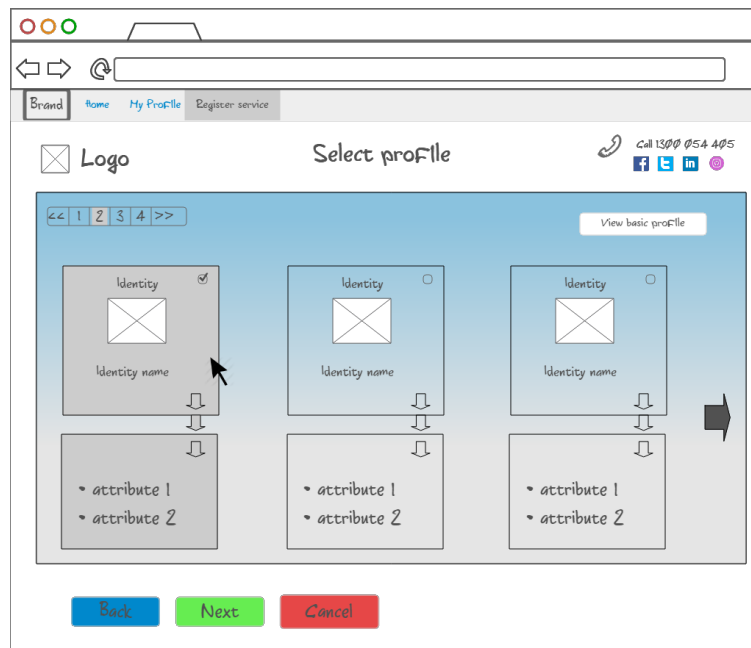 Brand Home My Profile Register service
Logo
Select profile
Call 1300 054 405
<< 1 2 3 4 >>
View basic profile
Identity
Identity name
Identity
Identity name
Identity
Identity name
• attribute 1
• attribute 2
• attribute 1
• attribute 2
• attribute 1
• attribute 2
Back Next Cancel